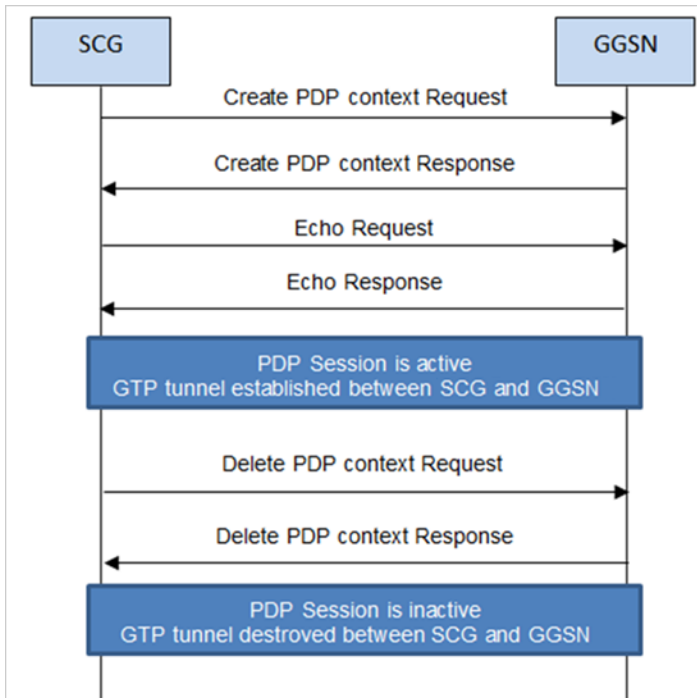 SCG
GGSN
Create PDP context Request
Create PDP context Response
Echo Request
Echo Response
PDP Session is active
GTP tunnel established between SCG and GGSN
Delete PDP context Request
Delete PDP context Response
PDP Session is inactive
GTP tunnel destroved between SCG and GGSN